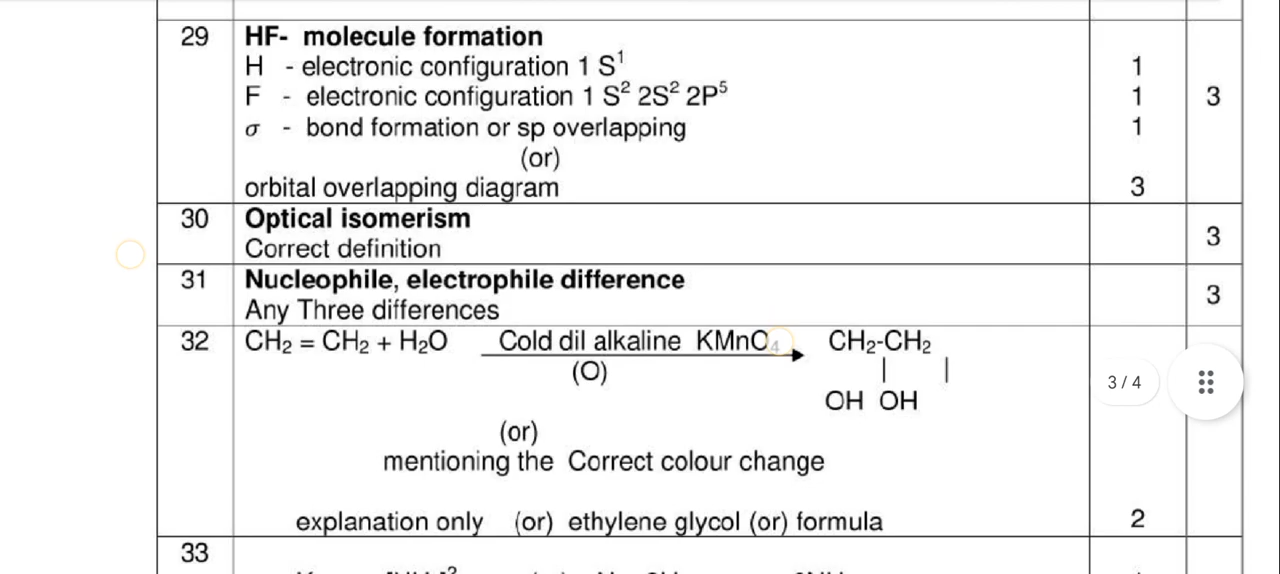 29 HF- molecule formation
H - electronic configuration 1 S¹ 1
F - electronic configuration 1 S² 2S² 2P⁵ 1 3
σ - bond formation or sp overlapping 1
(or)
orbital overlapping diagram 3
30 Optical isomerism
Correct definition 3
31 Nucleophile, electrophile difference
Any Three differences 3
32 CH₂ = CH₂ + H₂O Cold dil alkaline KMnO₄ CH₂-CH₂
(O) | |
OH OH
3 / 4
(or)
mentioning the Correct colour change
explanation only (or) ethylene glycol (or) formula 2
33